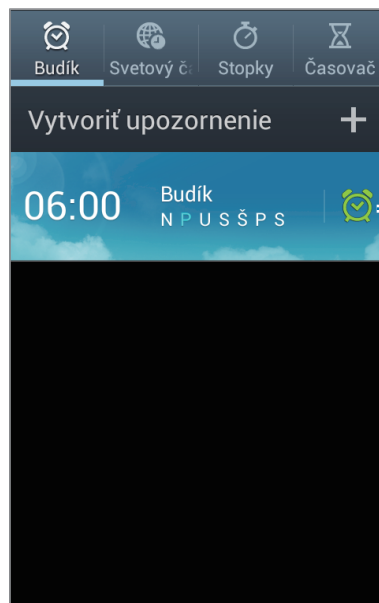 Budík
Svetový
Stopky
Časovač
Vytvoriť upozornenie
06:00
Budík
N P U S Š P S